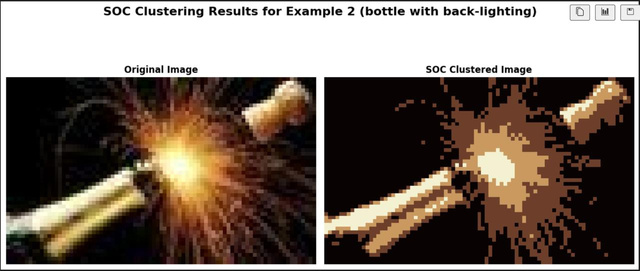 SOC Clustering Results for Example 2 (bottle with back-lighting)
Original Image
SOC Clustered Image